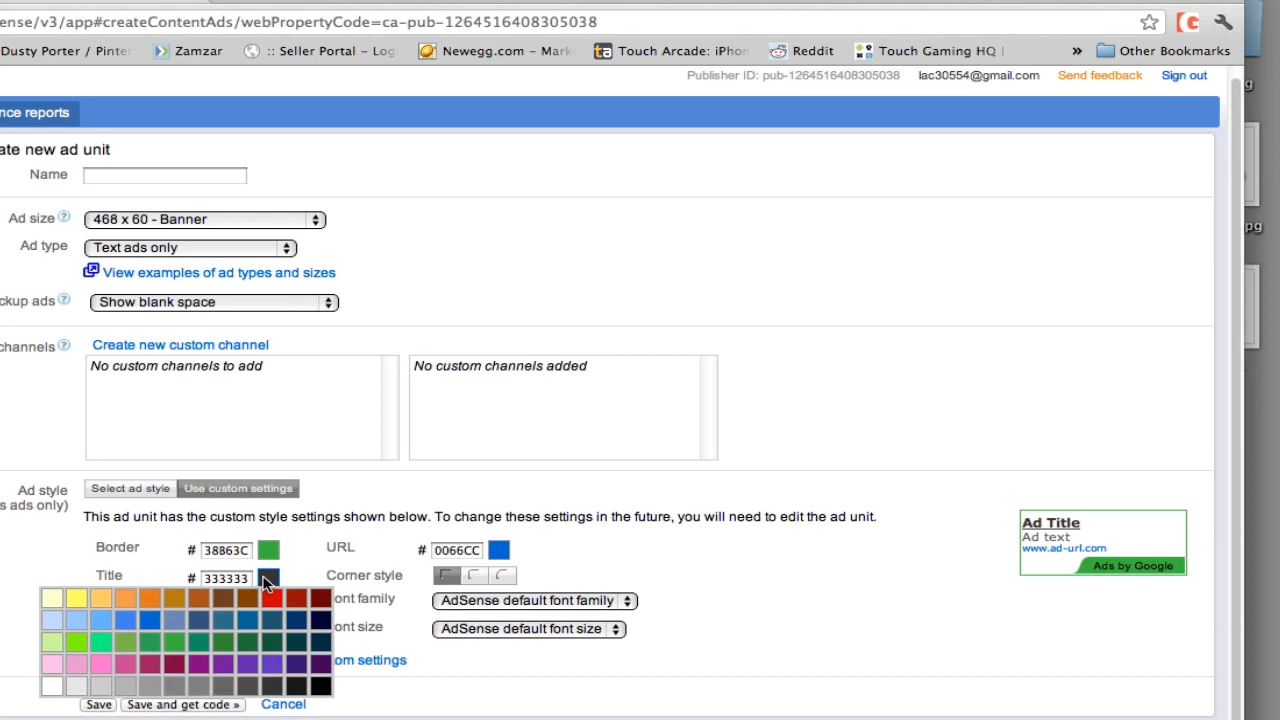 ense/v3/app#createContentAds/webPropertyCode=ca-pub-1264516408305038
Dusty Porter / Pinter Zamzar :: Seller Portal - Log Newegg.com - Mark Touch Arcade: iPhon Reddit Touch Gaming HQ | » Other Bookmarks
Publisher ID: pub-1264516408305038 lac30554@gmail.com Send feedback Sign out
nce reports
ate new ad unit
Name
Ad size ? 468 x 60 - Banner
Ad type Text ads only
View examples of ad types and sizes
ckup ads ? Show blank space
channels ? Create new custom channel
No custom channels to add No custom channels added
Ad style Select ad style Use custom settings
s ads only)
This ad unit has the custom style settings shown below. To change these settings in the future, you will need to edit the ad unit.
Border # 38B63C URL # 0066CC
Title # 333333 Corner style
ont family AdSense default font family
ont size AdSense default font size
om settings
Ad Title
Ad text
www.ad-url.com
Ads by Google
Save Save and get code » Cancel
g
pg